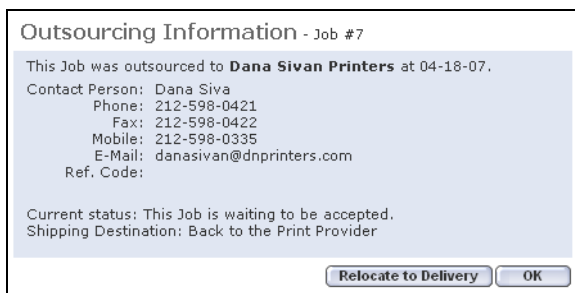 Outsourcing Information - Job #7
This Job was outsourced to Dana Sivan Printers at 04-18-07.
Contact Person: Dana Siva
Phone: 212-598-0421
Fax: 212-598-0422
Mobile: 212-598-0335
E-Mail: danasivan@dnprinters.com
Ref. Code:
Current status: This Job is waiting to be accepted.
Shipping Destination: Back to the Print Provider
Relocate to Delivery OK